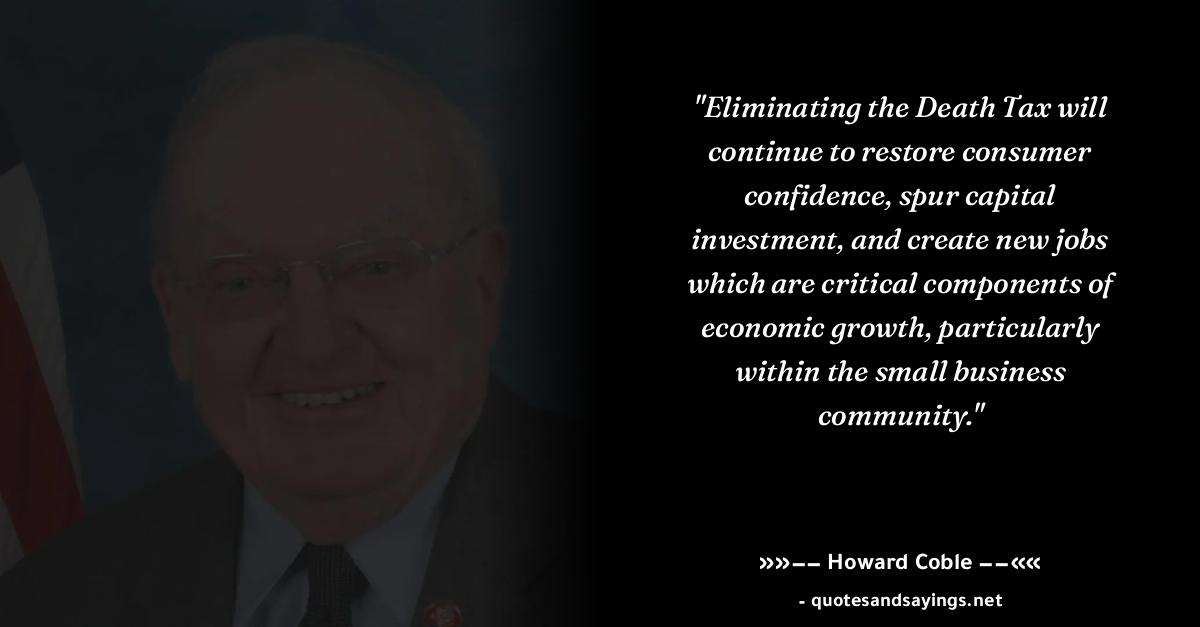 "Eliminating the Death Tax will
continue to restore consumer
confidence, spur capital
investment, and create new jobs
which are critical components of
economic growth, particularly
within the small business
community."
»»−− Howard Coble −−««
- quotesandsayings.net